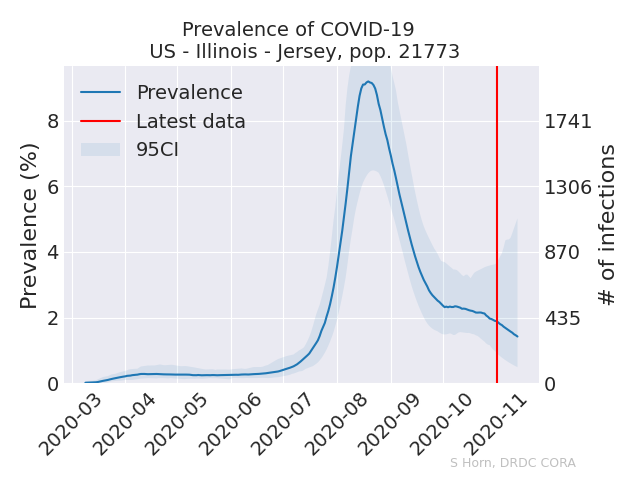 Prevalence of COVID-19
US - Illinois - Jersey, pop. 21773
Prevalence
Latest data
95CI
Prevalence (%)
8
6
4
2
0
1741
1306
870
435
0
# of infections
2020-03
2020-04
2020-05
2020-06
2020-07
2020-08
2020-09
2020-10
2020-11
S Horn, DRDC CORA